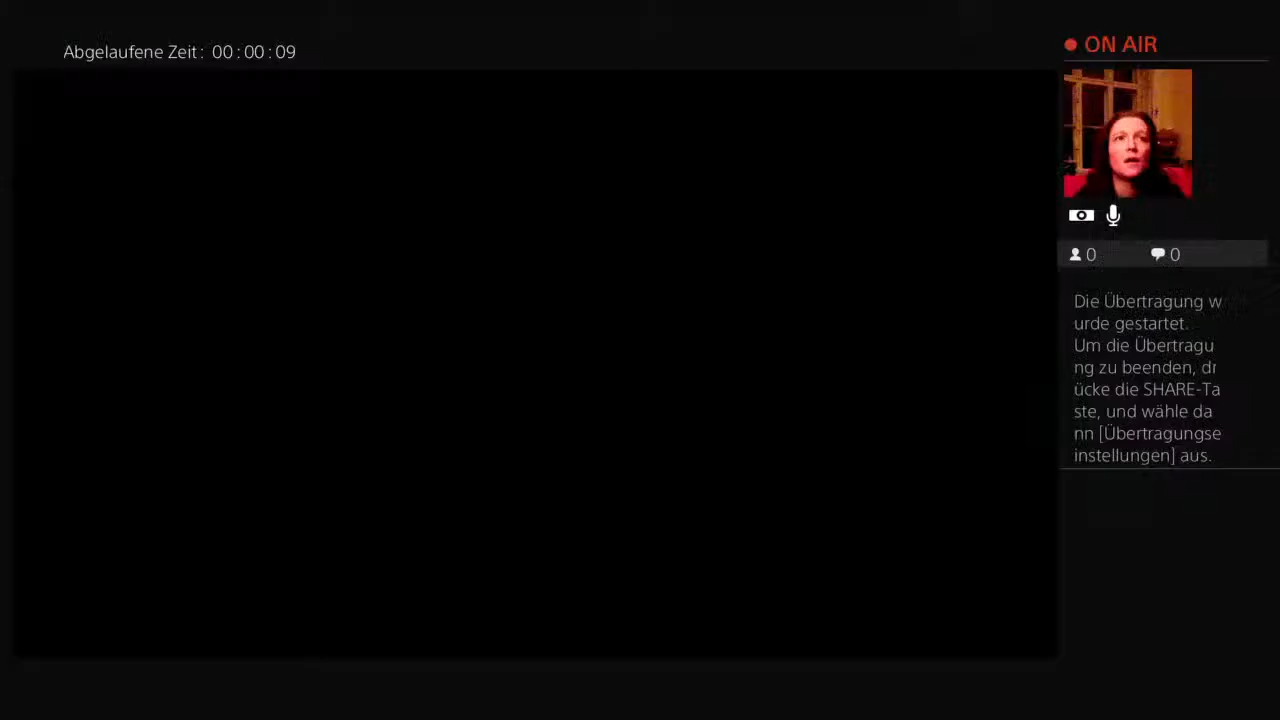 Abgelaufene Zeit: 00:00:09
ON AIR
0
0
Die Übertragung w
urde gestartet.
Um die Übertragu
ng zu beenden, dr
ücke die SHARE-Ta
ste, und wähle da
nn [Übertragungse
instellungen] aus.